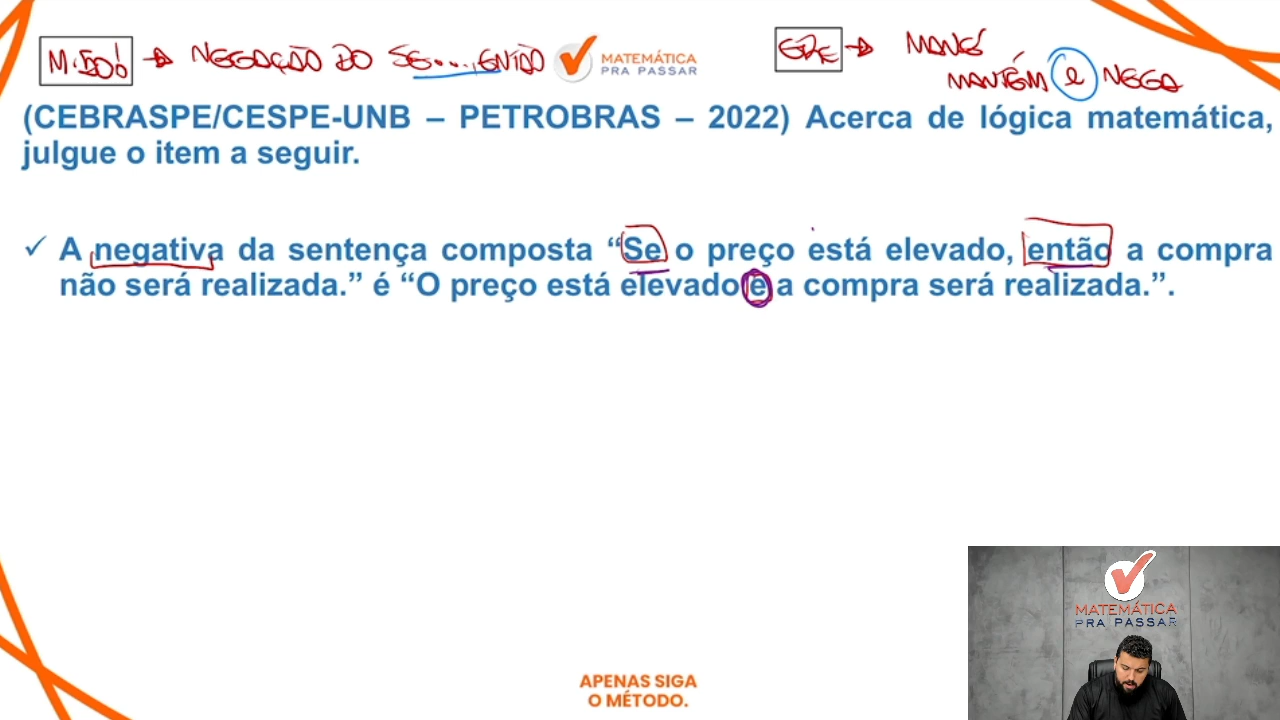 M.500! → NEGAÇÃO DO SE...,ENTÃO
MATEMÁTICA
PRA PASSAR
→ MANÉ
MANTÉM e NEGA
(CEBRASPE/CESPE-UNB – PETROBRAS – 2022) Acerca de lógica matemática,
julgue o item a seguir.
✓ A negativa da sentença composta “Se o preço está elevado, então a compra
não será realizada.” é “O preço está elevado e a compra será realizada.”.
MATEMÁTICA
PRA PASSAR
APENAS SIGA
O MÉTODO.